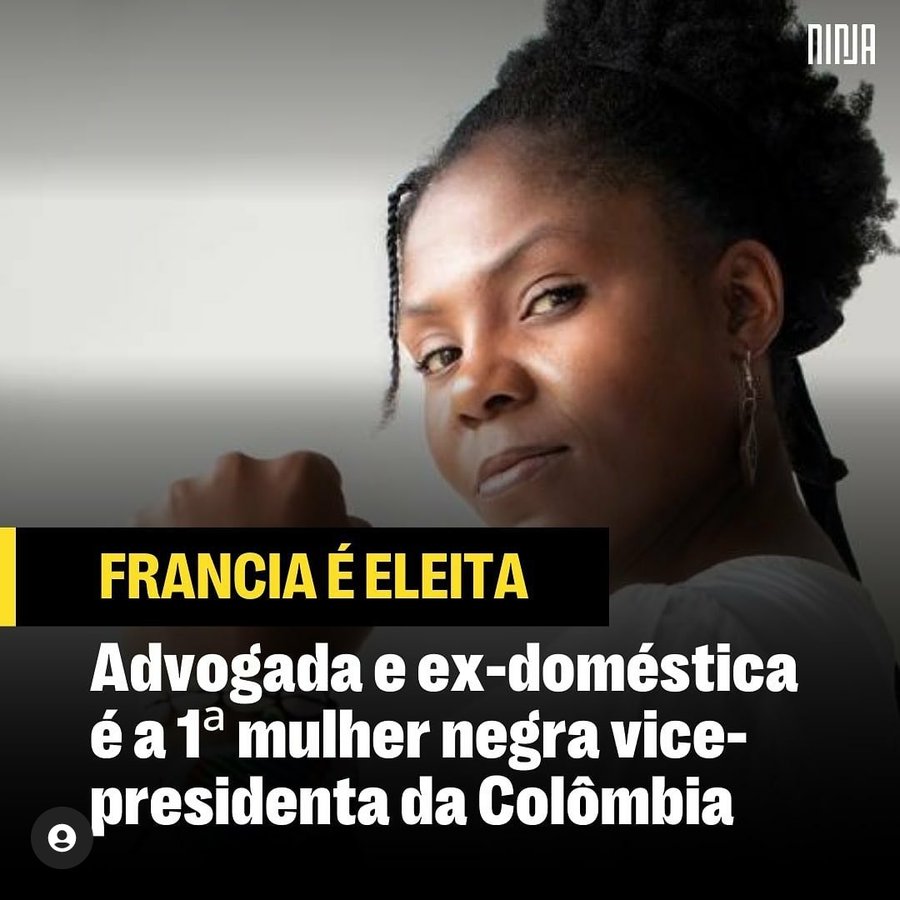 NINJA
FRANCIA É ELEITA
Advogada e ex-doméstica
é a 1ª mulher negra vice-
presidenta da Colômbia